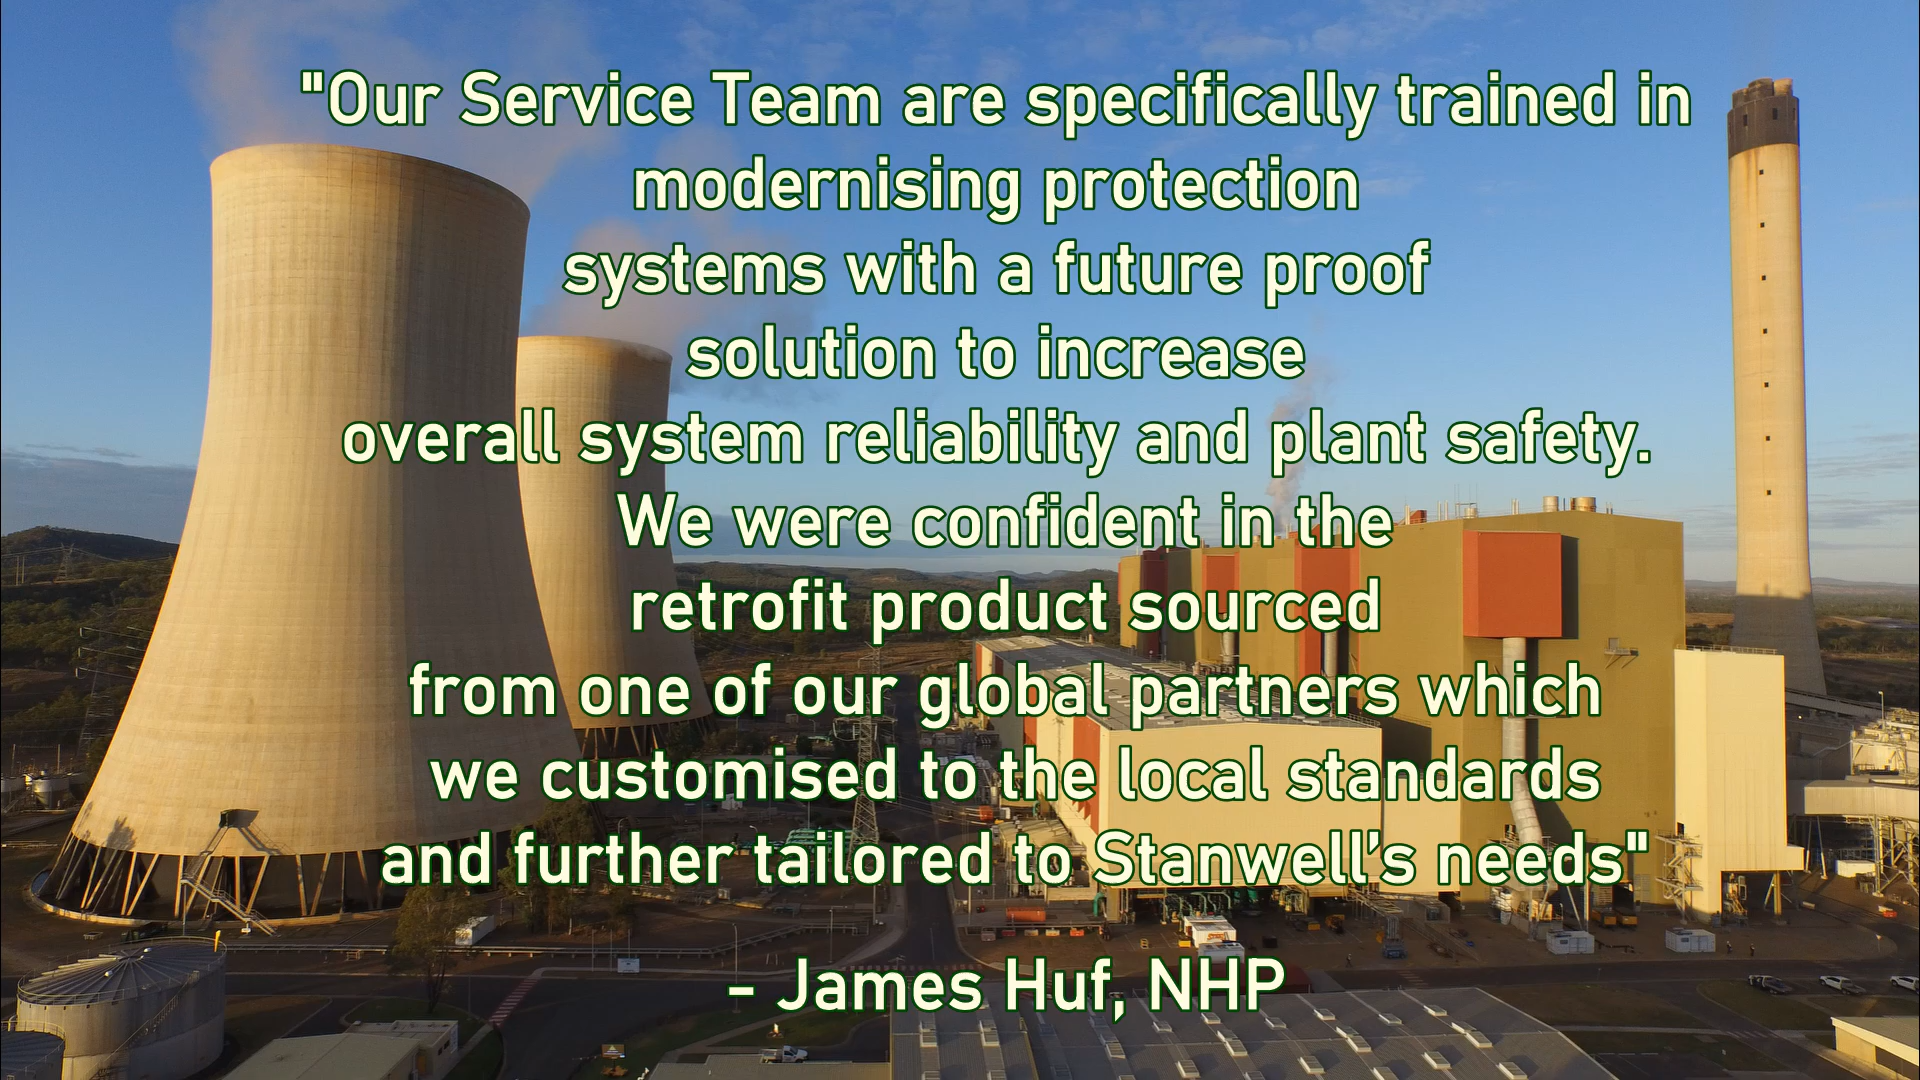 "Our Service Team are specifically trained in
modernising protection
systems with a future proof
solution to increase
overall system reliability and plant safety.
We were confident in the
retrofit product sourced
from one of our global partners which
we customised to the local standards
and further tailored to Stanwell’s needs"
- James Huf, NHP